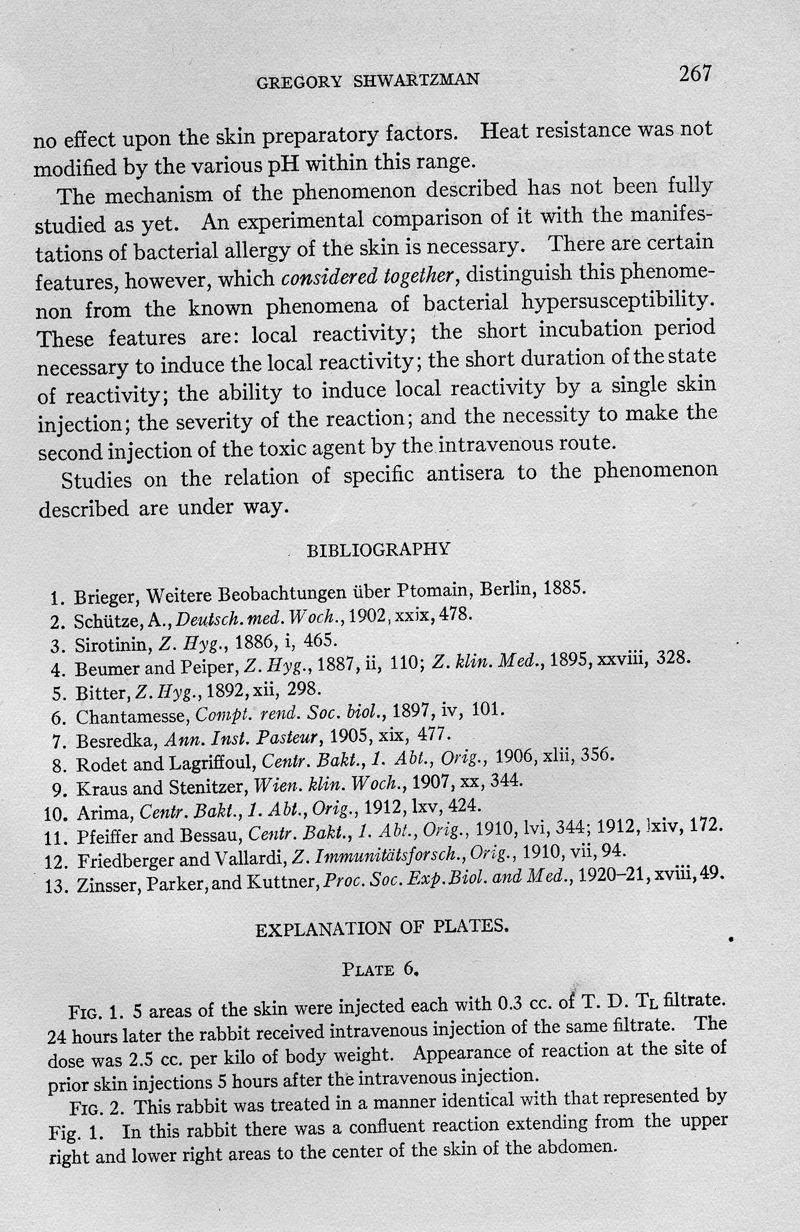 GREGORY SHWARTZMAN 267
no effect upon the skin preparatory factors. Heat resistance was not
modified by the various pH within this range.
The mechanism of the phenomenon described has not been fully
studied as yet. An experimental comparison of it with the manifes-
tations of bacterial allergy of the skin is necessary. There are certain
features, however, which considered together, distinguish this phenome-
non from the known phenomena of bacterial hypersusceptibility.
These features are: local reactivity; the short incubation period
necessary to induce the local reactivity; the short duration of the state
of reactivity; the ability to induce local reactivity by a single skin
injection; the severity of the reaction; and the necessity to make the
second injection of the toxic agent by the intravenous route.
Studies on the relation of specific antisera to the phenomenon
described are under way.
BIBLIOGRAPHY
1. Brieger, Weitere Beobachtungen über Ptomain, Berlin, 1885.
2. Schütze, A., Deutsch. med. Woch., 1902, xxix, 478.
3. Sirotinin, Z. Hyg., 1886, i, 465.
4. Beumer and Peiper, Z. Hyg., 1887, ii, 110; Z. klin. Med., 1895, xxviii, 328.
5. Bitter, Z. Hyg., 1892, xii, 298.
6. Chantamesse, Compt. rend. Soc. biol., 1897, iv, 101.
7. Besredka, Ann. Inst. Pasteur, 1905, xix, 477.
8. Rodet and Lagriffoul, Centr. Bakt., 1. Abt., Orig., 1906, xlii, 356.
9. Kraus and Stenitzer, Wien. klin. Woch., 1907, xx, 344.
10. Arima, Centr. Bakt., 1. Abt., Orig., 1912, lxv, 424.
11. Pfeiffer and Bessau, Centr. Bakt., 1. Abt., Orig., 1910, lvi, 344; 1912, lxiv, 172.
12. Friedberger and Vallardi, Z. Immunitätsforsch., Orig., 1910, vii, 94.
13. Zinsser, Parker, and Kuttner, Proc. Soc. Exp. Biol. and Med., 1920–21, xviii, 49.
EXPLANATION OF PLATES.
PLATE 6.
FIG. 1. 5 areas of the skin were injected each with 0.3 cc. of T. D. TL filtrate.
24 hours later the rabbit received intravenous injection of the same filtrate. The
dose was 2.5 cc. per kilo of body weight. Appearance of reaction at the site of
prior skin injections 5 hours after the intravenous injection.
FIG. 2. This rabbit was treated in a manner identical with that represented by
Fig. 1. In this rabbit there was a confluent reaction extending from the upper
right and lower right areas to the center of the skin of the abdomen.